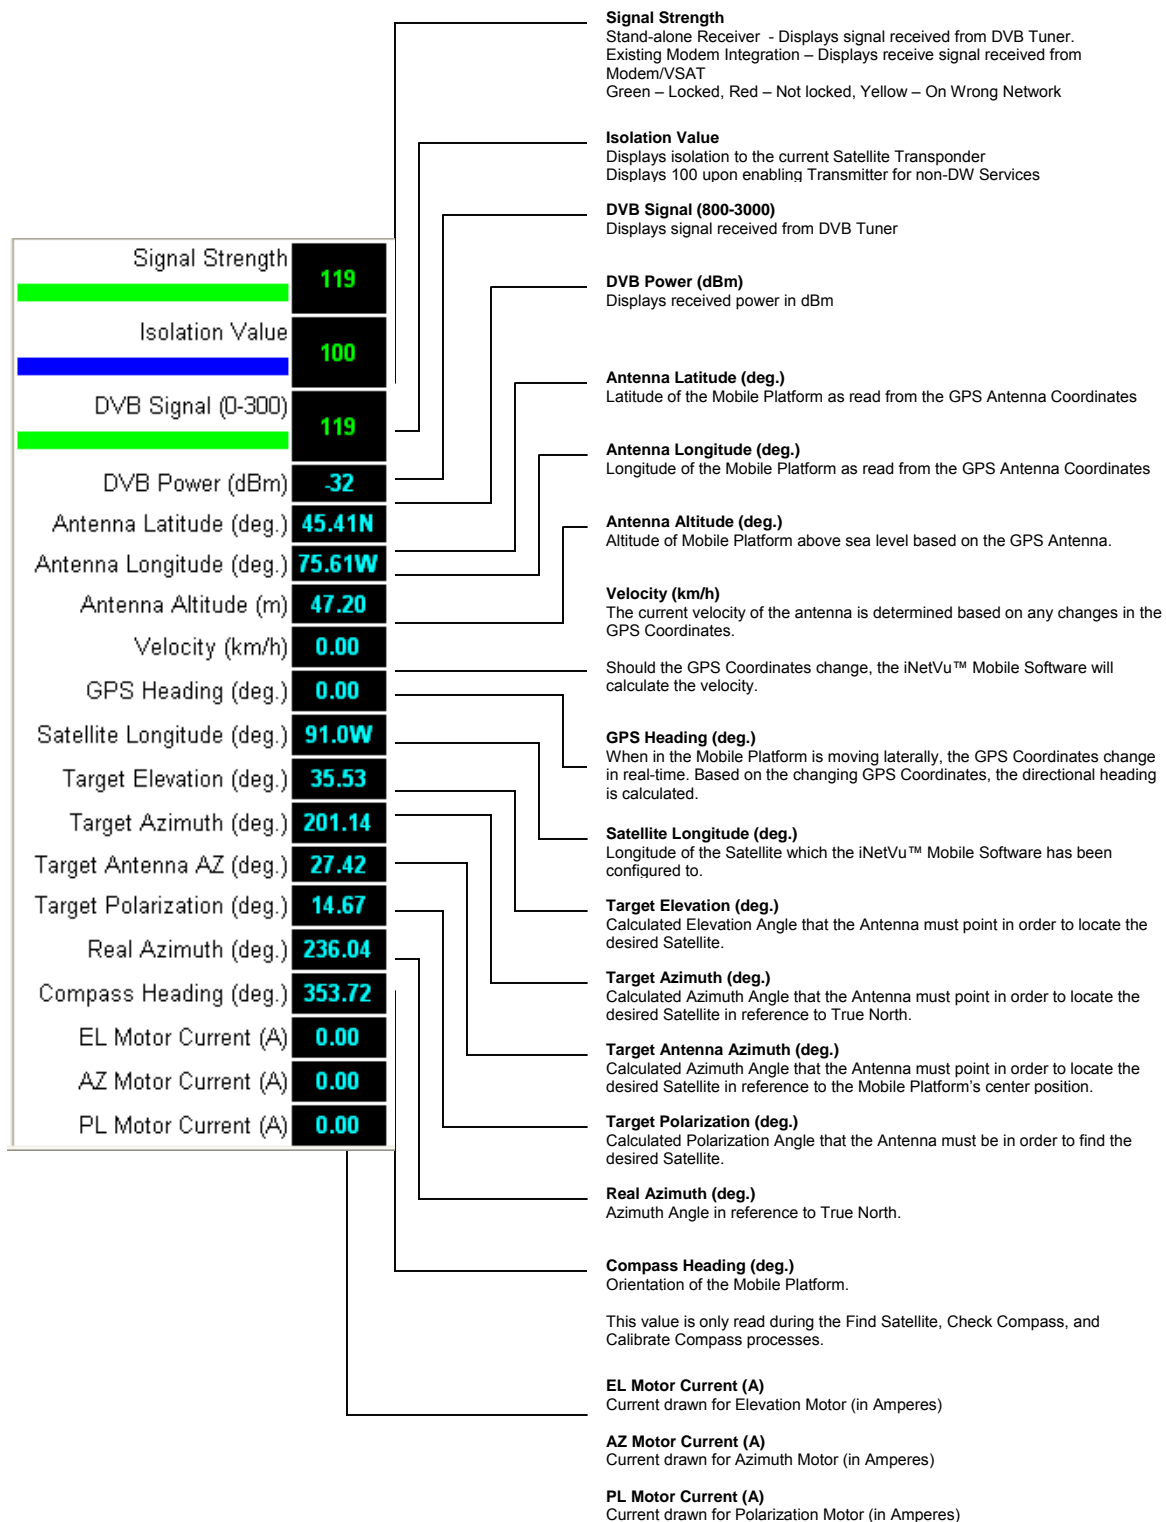 Signal Strength
119
Isolation Value
100
DVB Signal (0-300)
119
DVB Power (dBm) -32
Antenna Latitude (deg.) 45.41N
Antenna Longitude (deg.) 75.61W
Antenna Altitude (m) 47.20
Velocity (km/h) 0.00
GPS Heading (deg.) 0.00
Satellite Longitude (deg.) 91.0W
Target Elevation (deg.) 35.53
Target Azimuth (deg.) 201.14
Target Antenna AZ (deg.) 27.42
Target Polarization (deg.) 14.67
Real Azimuth (deg.) 236.04
Compass Heading (deg.) 353.72
EL Motor Current (A) 0.00
AZ Motor Current (A) 0.00
PL Motor Current (A) 0.00
Signal Strength
Stand-alone Receiver - Displays signal received from DVB Tuner.
Existing Modem Integration – Displays receive signal received from
Modem/VSAT
Green – Locked, Red – Not locked, Yellow – On Wrong Network
Isolation Value
Displays isolation to the current Satellite Transponder
Displays 100 upon enabling Transmitter for non-DW Services
DVB Signal (800-3000)
Displays signal received from DVB Tuner
DVB Power (dBm)
Displays received power in dBm
Antenna Latitude (deg.)
Latitude of the Mobile Platform as read from the GPS Antenna Coordinates
Antenna Longitude (deg.)
Longitude of the Mobile Platform as read from the GPS Antenna Coordinates
Antenna Altitude (deg.)
Altitude of Mobile Platform above sea level based on the GPS Antenna.
Velocity (km/h)
The current velocity of the antenna is determined based on any changes in the
GPS Coordinates.
Should the GPS Coordinates change, the iNetVu™ Mobile Software will
calculate the velocity.
GPS Heading (deg.)
When in the Mobile Platform is moving laterally, the GPS Coordinates change
in real-time. Based on the changing GPS Coordinates, the directional heading
is calculated.
Satellite Longitude (deg.)
Longitude of the Satellite which the iNetVu™ Mobile Software has been
configured to.
Target Elevation (deg.)
Calculated Elevation Angle that the Antenna must point in order to locate the
desired Satellite.
Target Azimuth (deg.)
Calculated Azimuth Angle that the Antenna must point in order to locate the
desired Satellite in reference to True North.
Target Antenna Azimuth (deg.)
Calculated Azimuth Angle that the Antenna must point in order to locate the
desired Satellite in reference to the Mobile Platform's center position.
Target Polarization (deg.)
Calculated Polarization Angle that the Antenna must be in order to find the
desired Satellite.
Real Azimuth (deg.)
Azimuth Angle in reference to True North.
Compass Heading (deg.)
Orientation of the Mobile Platform.
This value is only read during the Find Satellite, Check Compass, and
Calibrate Compass processes.
EL Motor Current (A)
Current drawn for Elevation Motor (in Amperes)
AZ Motor Current (A)
Current drawn for Azimuth Motor (in Amperes)
PL Motor Current (A)
Current drawn for Polarization Motor (in Amperes)